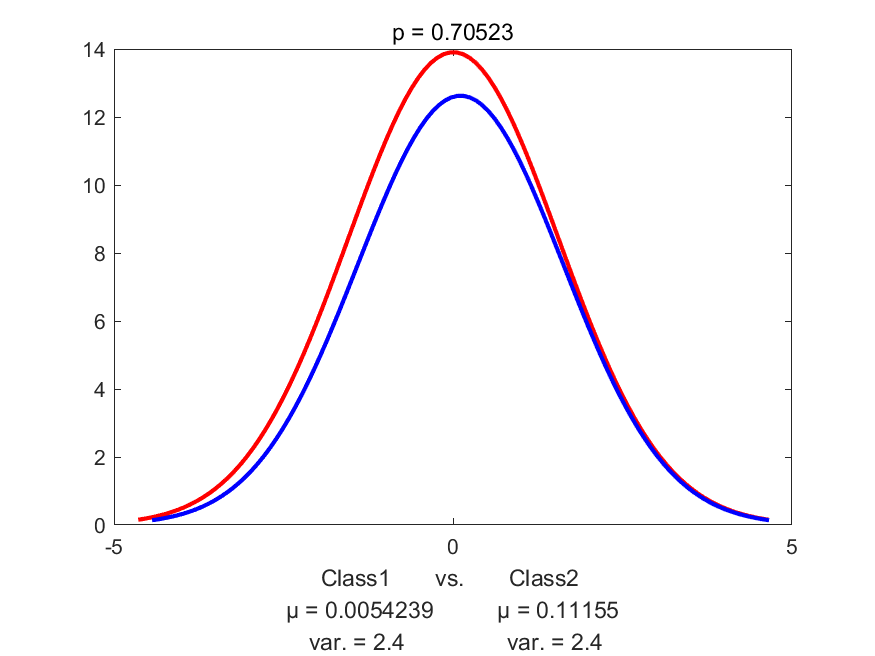 p = 0.70523
14
12
10
8
6
4
2
0
-5 0 5
Class1 vs. Class2
μ = 0.0054239 μ = 0.11155
var. = 2.4 var. = 2.4